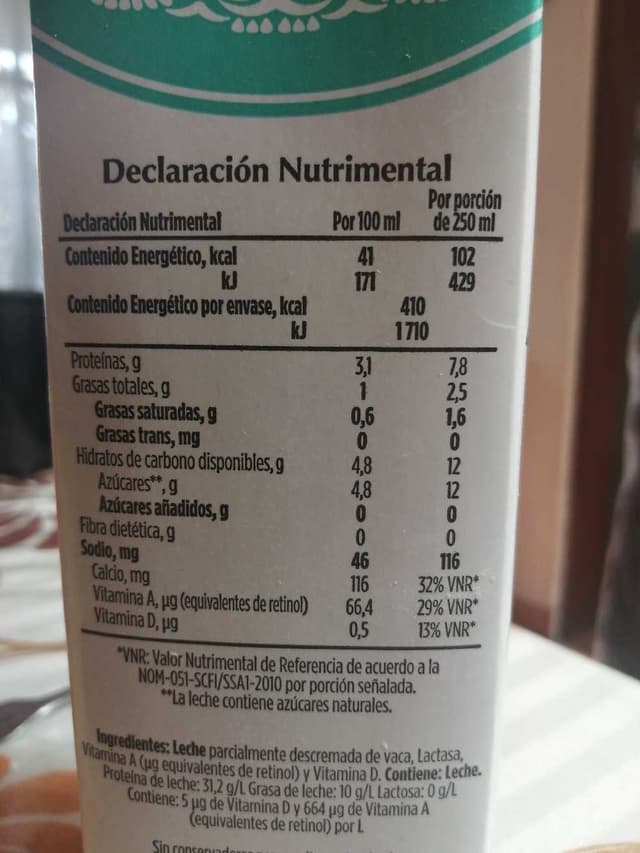 Declaración Nutrimental
Declaración Nutrimental Por 100 ml Por porción de 250 ml
Contenido Energético, kcal 41 102
kJ 171 429
Contenido Energético por envase, kcal 410
kJ 1710
Proteínas, g 3,1 7,8
Grasas totales, g 1 2,5
Grasas saturadas, g 0,6 1,6
Grasas trans, mg 0 0
Hidratos de carbono disponibles, g 4,8 12
Azúcares**, g 4,8 12
Azúcares añadidos, g 0 0
Fibra dietética, g 0 0
Sodio, mg 46 116
Calcio, mg 116 32% VNR*
Vitamina A, µg (equivalentes de retinol) 66,4 29% VNR*
Vitamina D, µg 0,5 13% VNR*
*VNR: Valor Nutrimental de Referencia de acuerdo a la
NOM-051-SCFI/SSA1-2010 por porción señalada.
**La leche contiene azúcares naturales.
Ingredientes: Leche parcialmente descremada de vaca, Lactasa,
Vitamina A (µg equivalentes de retinol) y Vitamina D. Contiene: Leche.
Proteína de leche: 31,2 g/L Grasa de leche: 10 g/L Lactosa: 0 g/L
Contiene: 5 µg de Vitamina D y 664 µg de Vitamina A
(equivalentes de retinol) por L
Sin